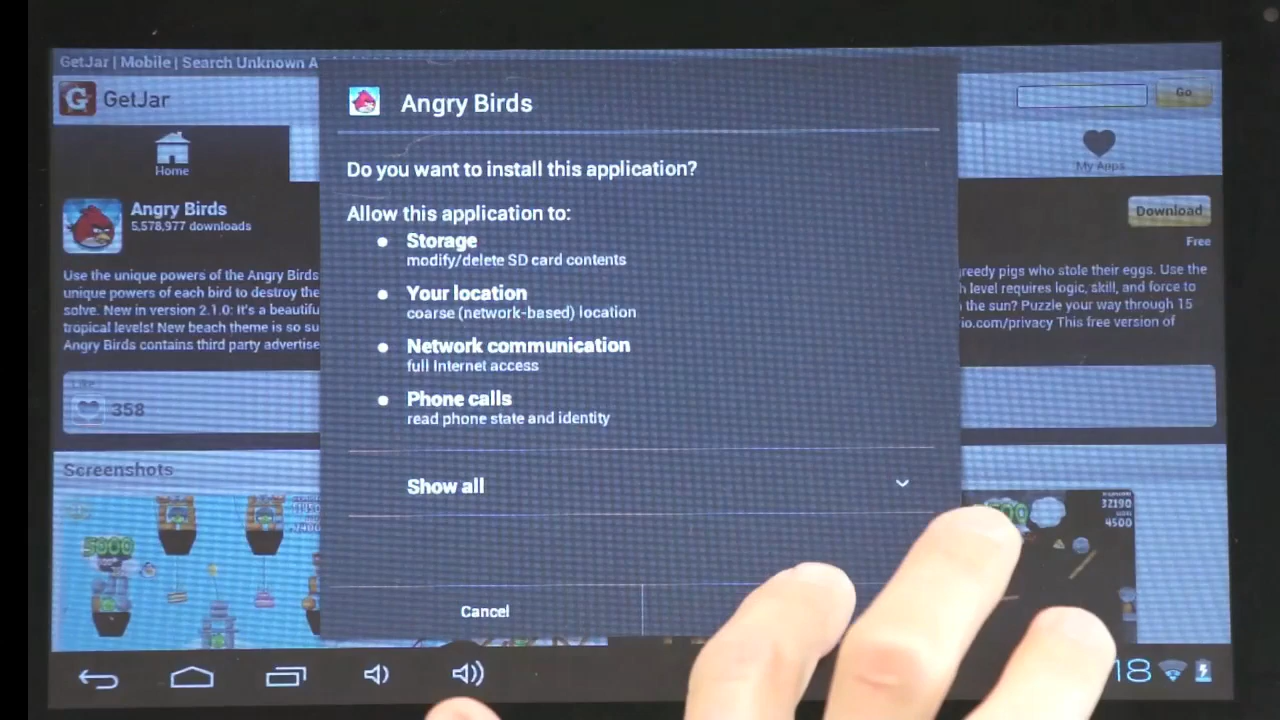 GetJar | Mobile | Search Unknown A
GetJar
Go
Home
My Apps
Angry Birds
5,578,977 downloads
Download
Free
Use the unique powers of the Angry Birds
unique powers of each bird to destroy the
solve. New in version 2.1.0: It's a beautifu
tropical levels! New beach theme is so su
Angry Birds contains third party advertise
Angry Birds
Do you want to install this application?
Allow this application to:
Storage
modify/delete SD card contents
Your location
coarse (network-based) location
Network communication
full Internet access
Phone calls
read phone state and identity
Show all
Cancel
reedy pigs who stole their eggs. Use the
h level requires logic, skill, and force to
the sun? Puzzle your way through 15
io.com/privacy This free version of
Like
358
Screenshots
5000
32190
4500
18